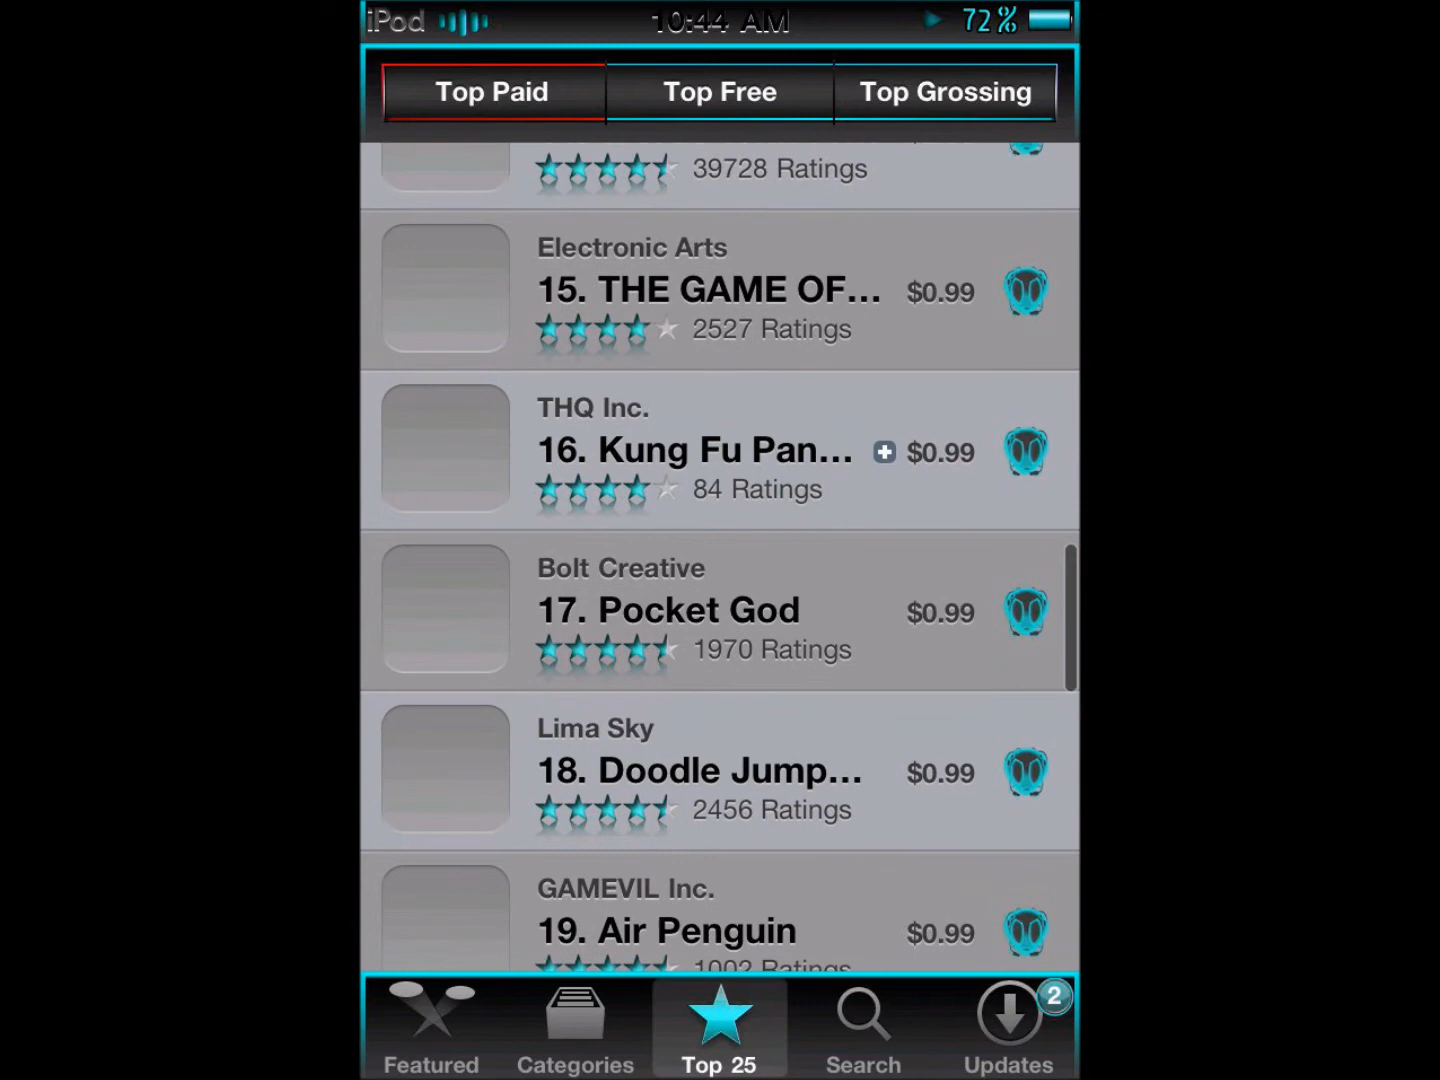 iPod 10:44 AM 72%
Top Paid Top Free Top Grossing
39728 Ratings
Electronic Arts
15. THE GAME OF... $0.99
2527 Ratings
THQ Inc.
16. Kung Fu Pan... $0.99
84 Ratings
Bolt Creative
17. Pocket God $0.99
1970 Ratings
Lima Sky
18. Doodle Jump... $0.99
2456 Ratings
GAMEVIL Inc.
19. Air Penguin $0.99
1002 Ratings
2
Featured Categories Top 25 Search Updates